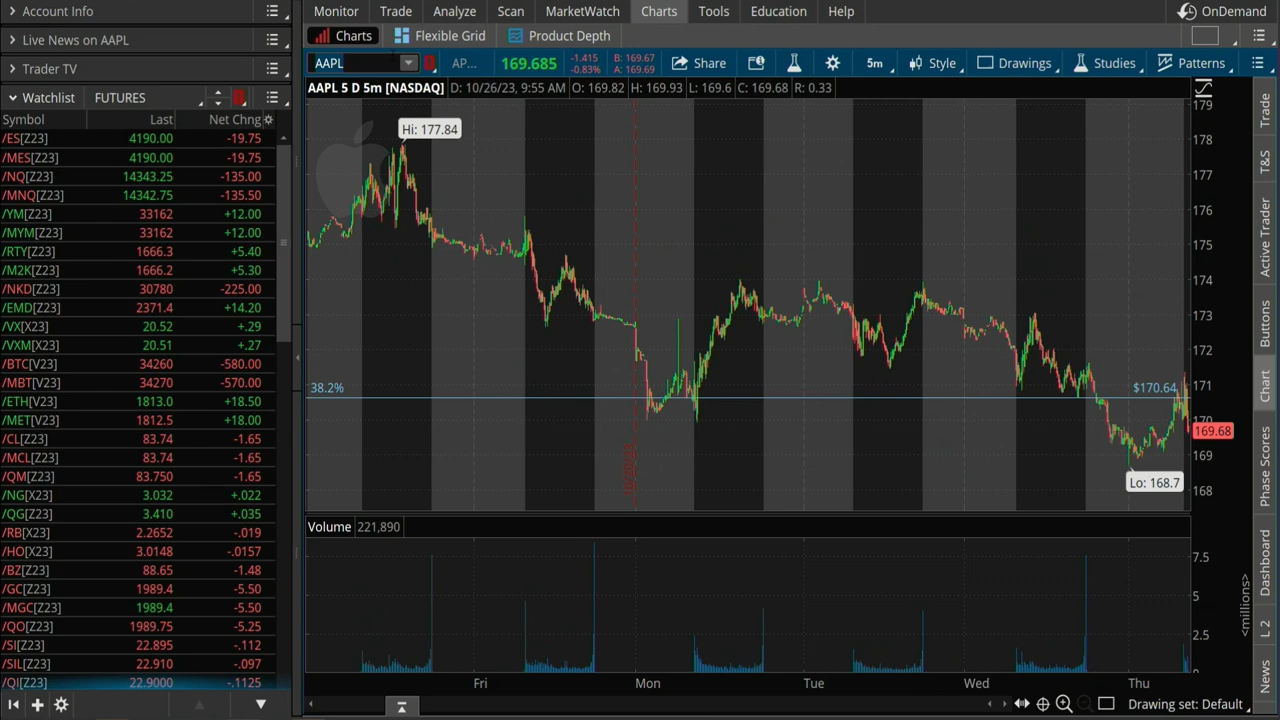 Account Info
Live News on AAPL
Trader TV
Watchlist FUTURES
Symbol Last Net Chng
/ES[Z23] 4190.00 -19.75
/MES[Z23] 4190.00 -19.75
/NQ[Z23] 14343.25 -135.00
/MNQ[Z23] 14342.75 -135.50
/YM[Z23] 33162 +12.00
/MYM[Z23] 33162 +12.00
/RTY[Z23] 1666.3 +5.40
/M2K[Z23] 1666.2 +5.30
/NKD[Z23] 30780 -225.00
/EMD[Z23] 2371.4 +14.20
/VX[X23] 20.52 +.29
/VXM[X23] 20.51 +.27
/BTC[V23] 34260 -580.00
/MBT[V23] 34270 -570.00
/ETH[V23] 1813.0 +18.50
/MET[V23] 1812.5 +18.00
/CL[Z23] 83.74 -1.65
/MCL[Z23] 83.74 -1.65
/QM[Z23] 83.750 -1.65
/NG[X23] 3.032 +.022
/QG[X23] 3.410 +.035
/RB[X23] 2.2652 -.019
/HO[X23] 3.0148 -.0157
/BZ[Z23] 88.65 -1.48
/GC[Z23] 1989.4 -5.50
/MGC[Z23] 1989.4 -5.50
/QO[Z23] 1989.75 -5.25
/SI[Z23] 22.895 -.112
/SIL[Z23] 22.910 -.097
/QI[Z23] 22.9000 -.1125
Monitor Trade Analyze Scan MarketWatch Charts Tools Education Help OnDemand
Charts Flexible Grid Product Depth
AAPL AP... 169.685 -1.415 B: 169.67 Share 5m Style Drawings Studies Patterns
-0.83% A: 169.69
AAPL 5 D 5m [NASDAQ] D: 10/26/23, 9:55 AM O: 169.82 H: 169.93 L: 169.6 C: 169.68 R: 0.33
Hi: 177.84
38.2% $170.64
Lo: 168.7
179
178
177
176
175
174
173
172
171
170
169.68
169
168
Volume 221,890
7.5
5
2.5
0
<millions>
Fri Mon Tue Wed Thu
Drawing set: Default
Trade
T&S
Active Trader
Buttons
Chart
Phase Scores
Dashboard
L 2
News